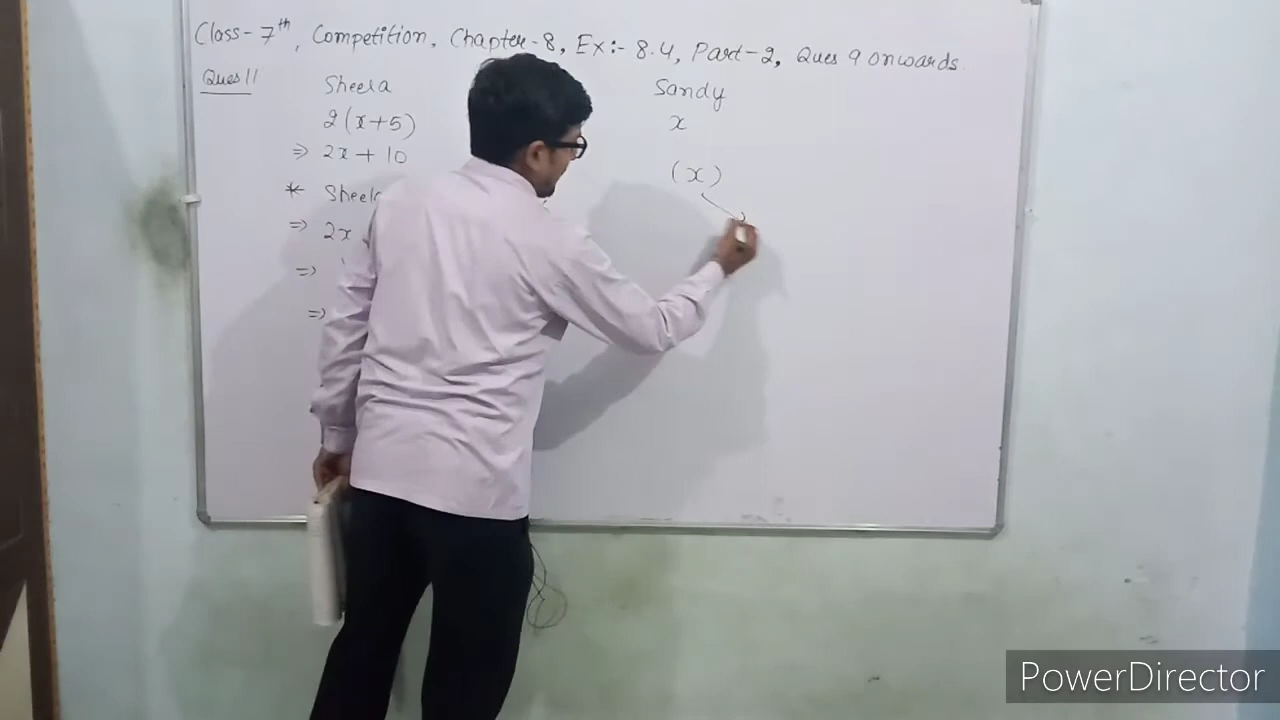 Class-7th, Competition, Chapter-8, Ex:- 8.4, Part-2, Ques 9 onwards.
Ques 11 Sheela Sandy
2(x+5) x
=> 2x + 10 (x)
* Sheela
=> 2x
=>
=>
PowerDirector